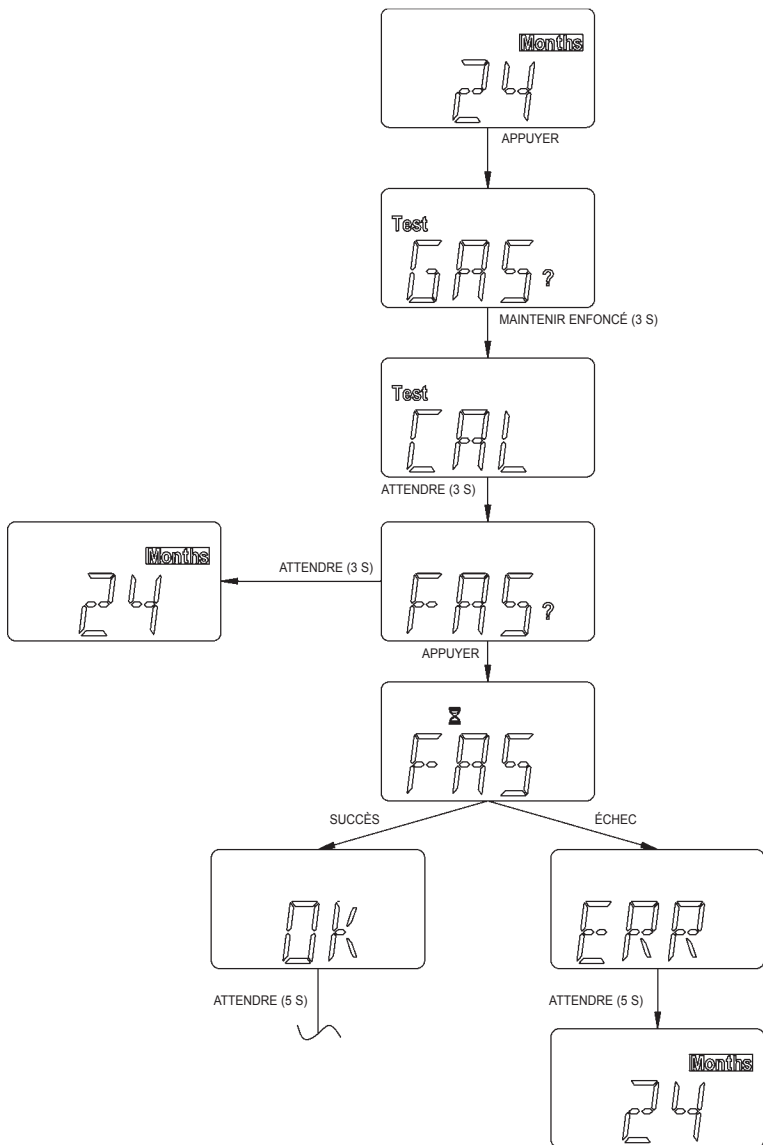 Months
24
APPUYER
Test
GAS?
MAINTENIR ENFONCÉ (3 S)
Test
CAL
ATTENDRE (3 S)
Months
24
ATTENDRE (3 S)
FAS?
APPUYER
FAS
SUCCÈS
ÉCHEC
OK
ERR
ATTENDRE (5 S)
ATTENDRE (5 S)
Months
24